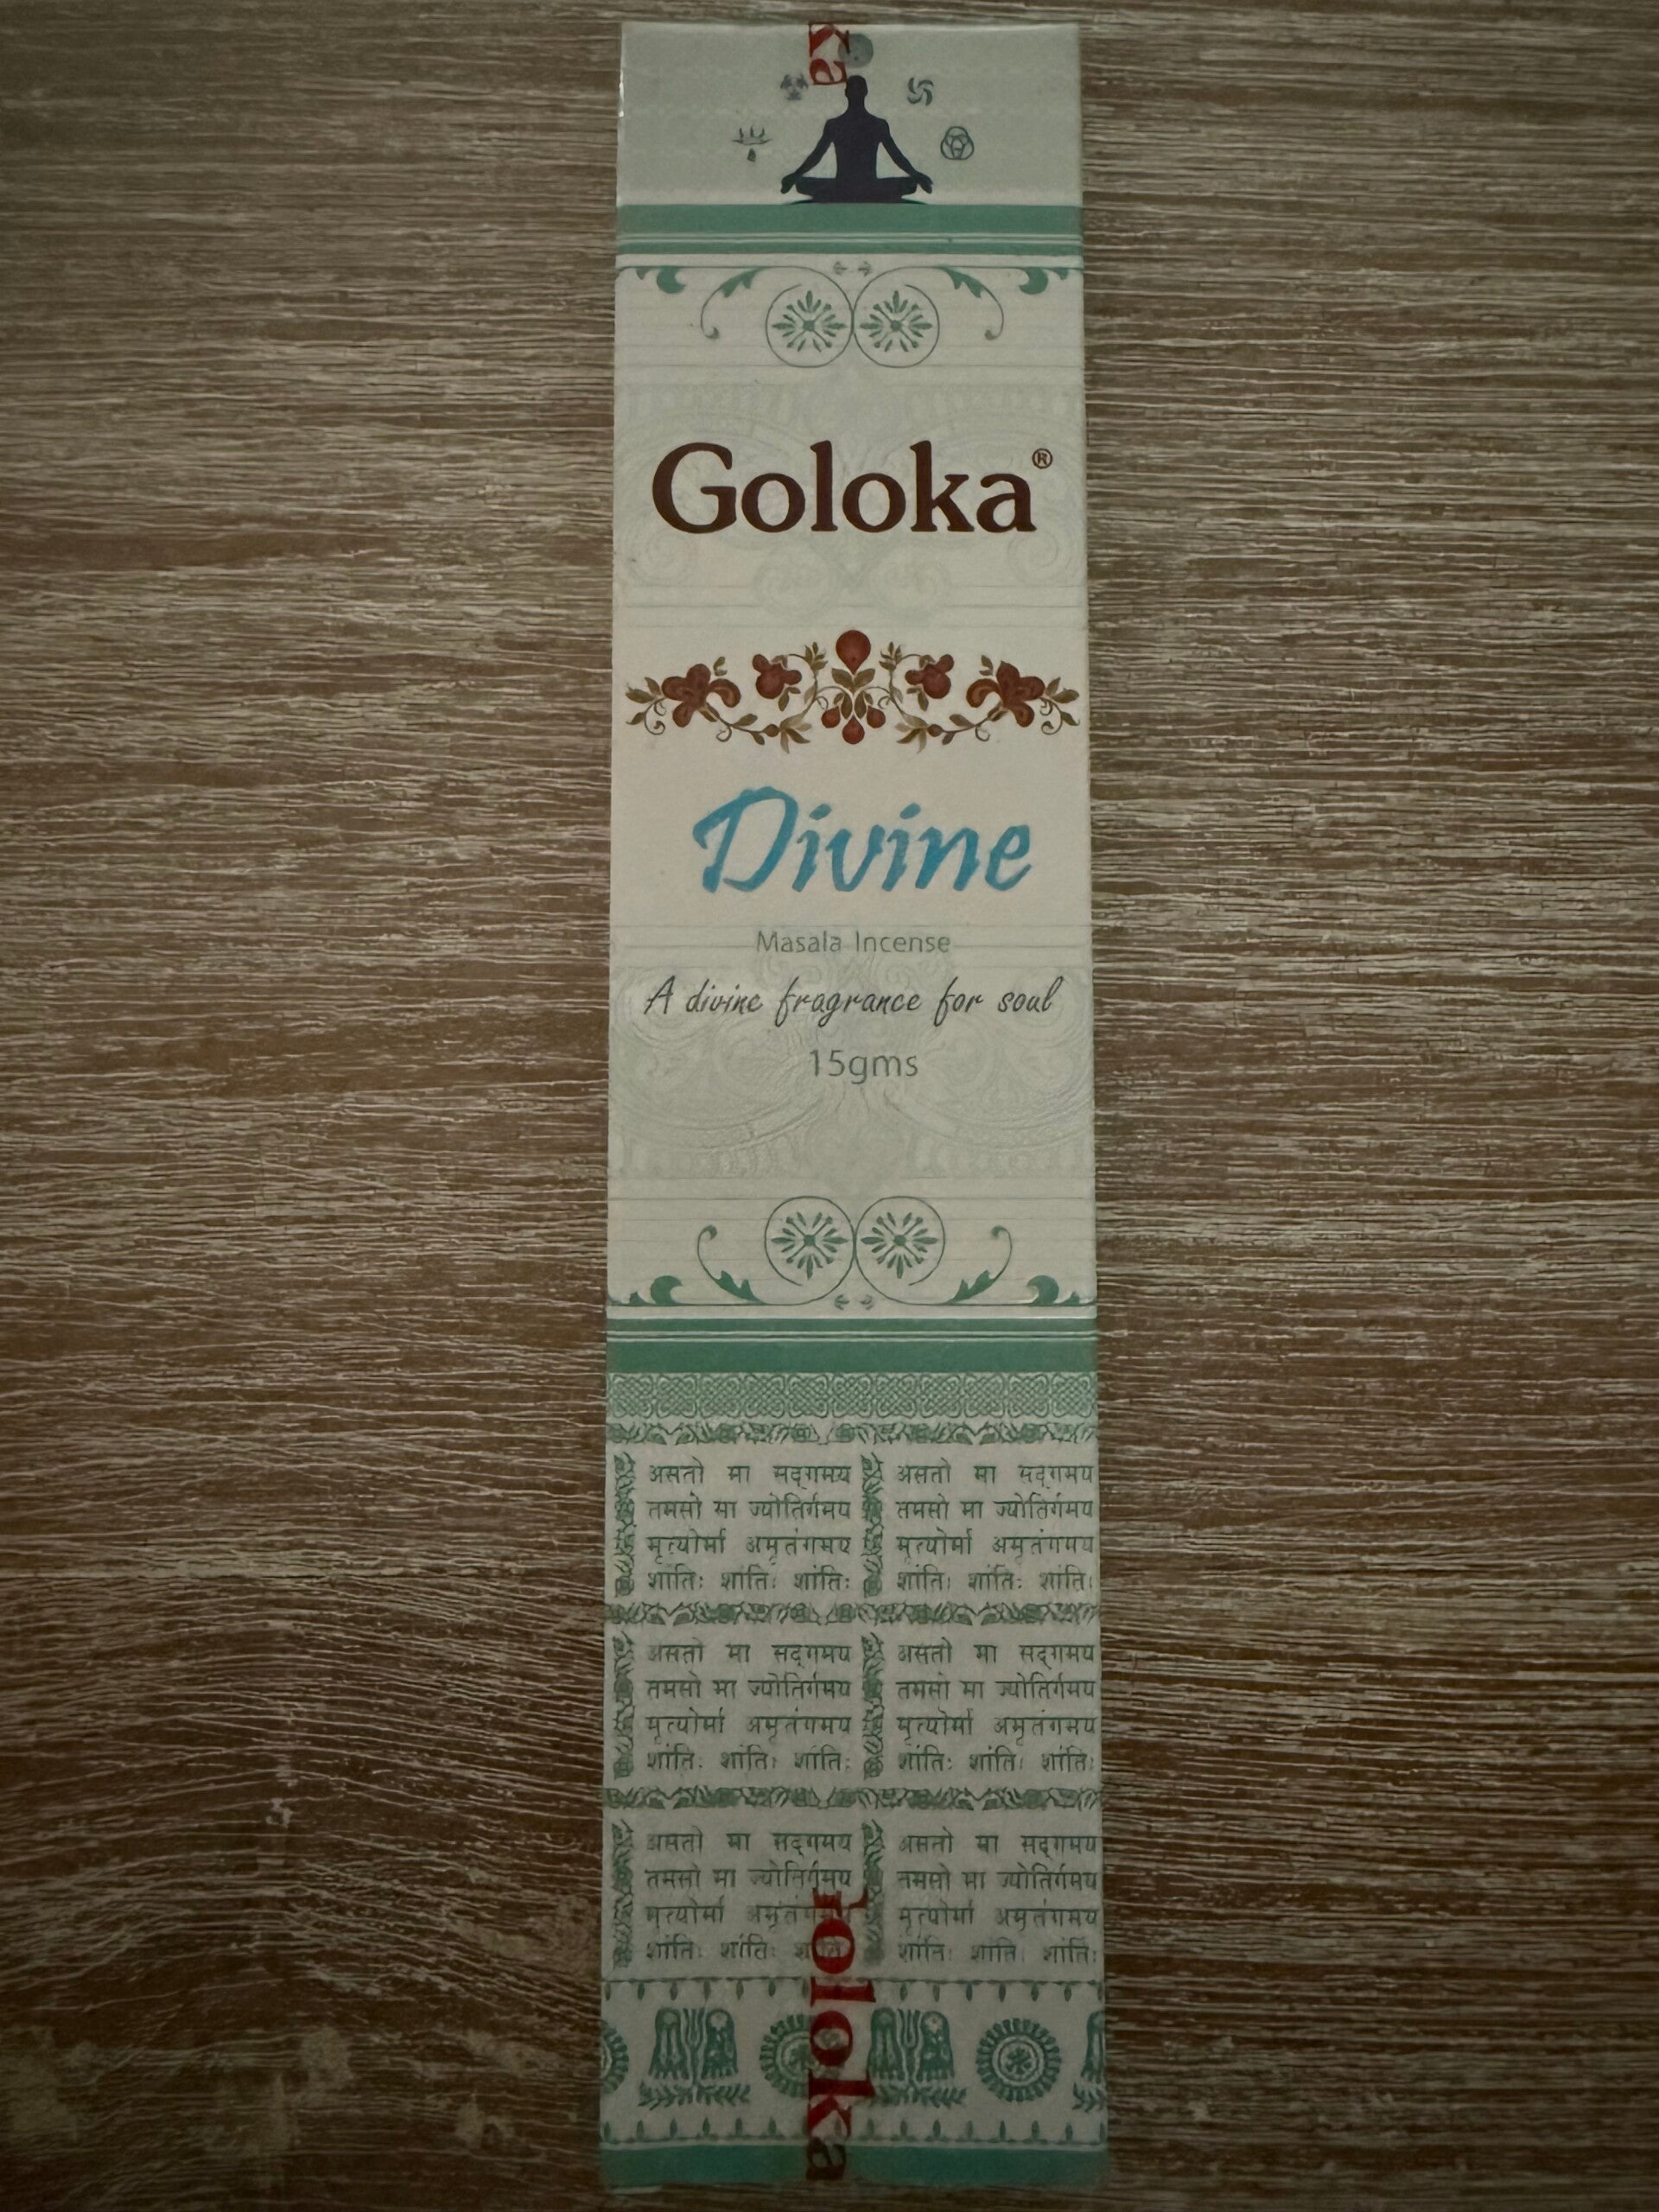 ka
Goloka®
Divine
Masala Incense
A divine fragrance for soul
15gms
असतो मा सद्गमय
तमसो मा ज्योतिर्गमय
मृत्योर्मा अमृतंगमय
शांतिः शांतिः शांतिः
असतो मा सद्गमय
तमसो मा ज्योतिर्गमय
मृत्योर्मा अमृतंगमय
शांतिः शांतिः शांतिः
असतो मा सद्गमय
तमसो मा ज्योतिर्गमय
मृत्योर्मा अमृतंगमय
शांतिः शांतिः शांतिः
असतो मा सद्गमय
तमसो मा ज्योतिर्गमय
मृत्योर्मा अमृतंगमय
शांतिः शांतिः शांतिः
असतो मा सद्गमय
तमसो मा ज्योतिर्गमय
मृत्योर्मा अमृतंगमय
शांतिः शांतिः शांतिः
असतो मा सद्गमय
तमसो मा ज्योतिर्गमय
मृत्योर्मा अमृतंगमय
शांतिः शांतिः शांतिः
oloka